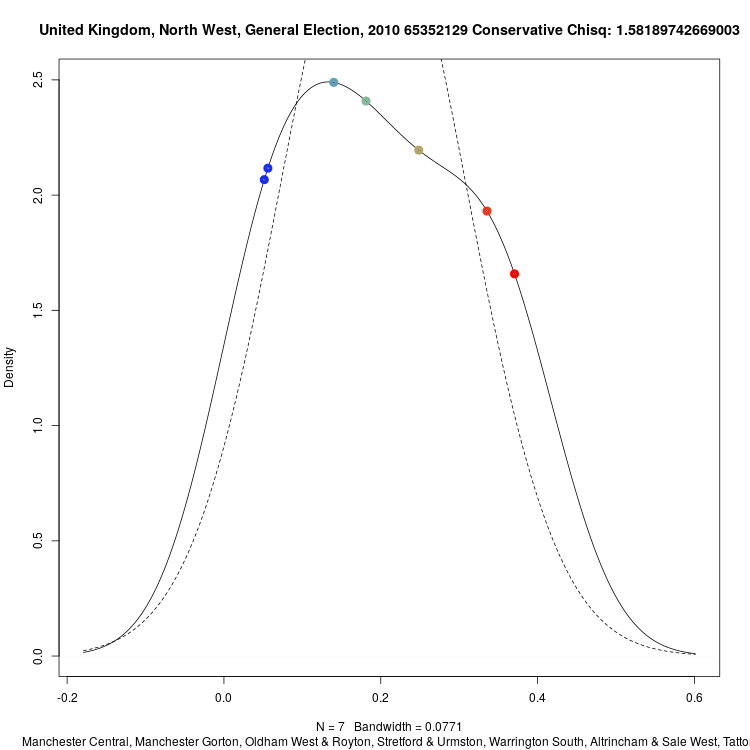 United Kingdom, North West, General Election, 2010 65352129 Conservative Chisq: 1.58189742669003
Density
2.5
2.0
1.5
1.0
0.5
0.0
-0.2 0.0 0.2 0.4 0.6
N = 7 Bandwidth = 0.0771
Manchester Central, Manchester Gorton, Oldham West & Royton, Stretford & Urmston, Warrington South, Altrincham & Sale West, Tatto